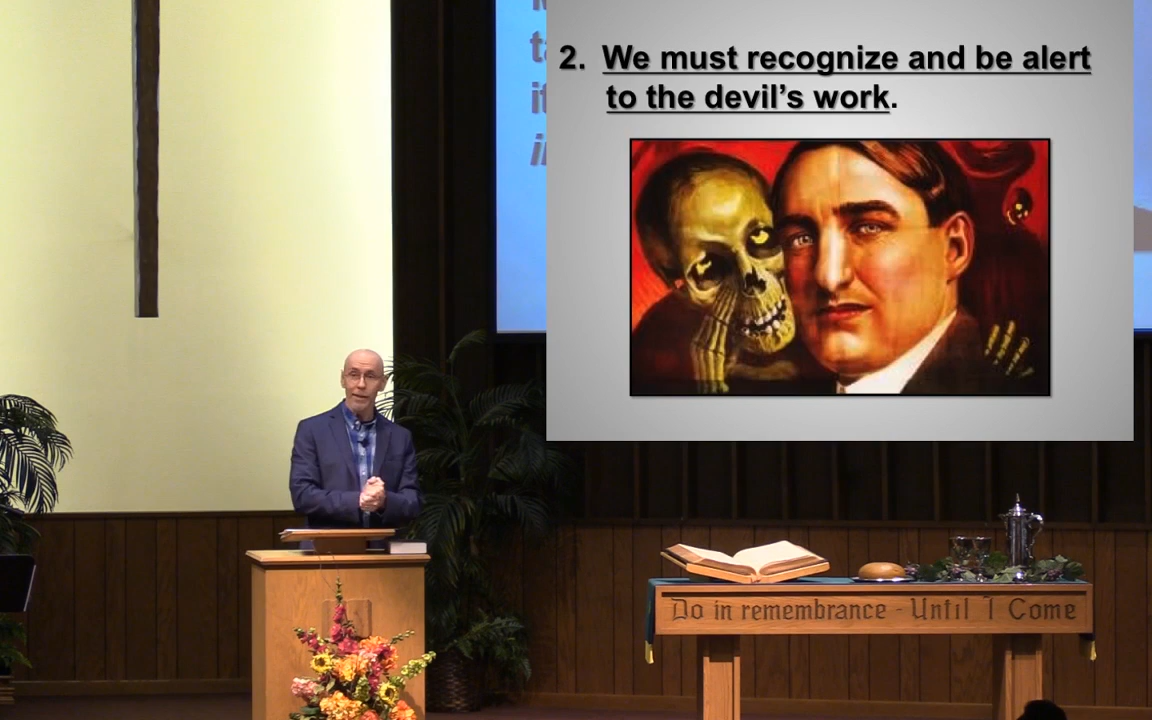 2. We must recognize and be alert
to the devil's work.
Do in remembrance - Until I Come